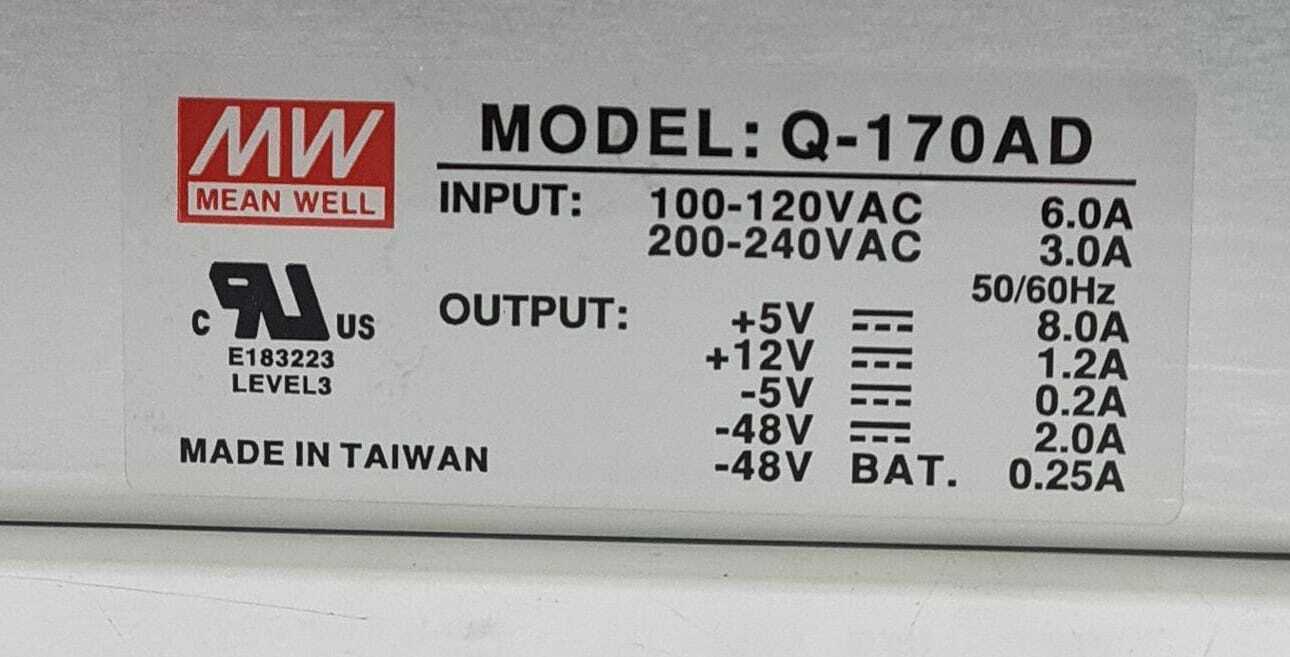 MW
MEAN WELL
MODEL: Q-170AD
INPUT: 100-120VAC 6.0A
200-240VAC 3.0A
50/60Hz
OUTPUT: +5V 8.0A
+12V 1.2A
-5V 0.2A
-48V 2.0A
-48V BAT. 0.25A
C RU US
E183223
LEVEL3
MADE IN TAIWAN